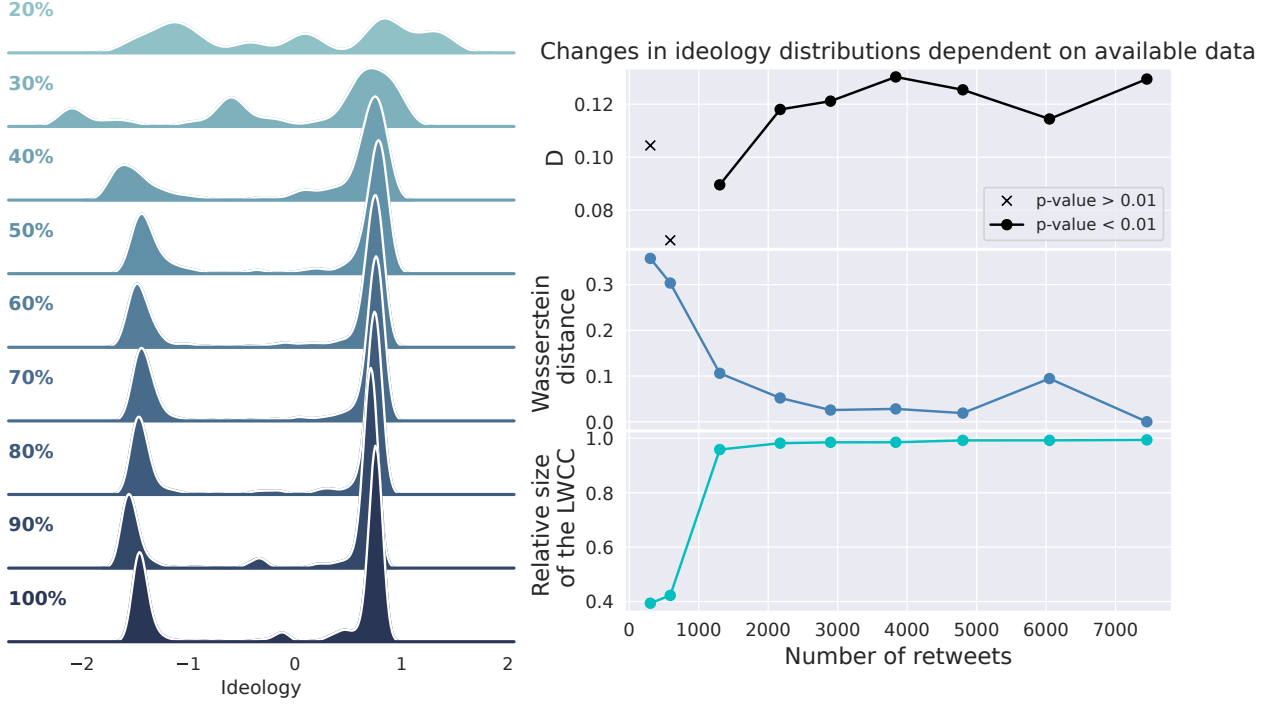 20%
30%
40%
50%
60%
70%
80%
90%
100%
−2 −1 0 1 2
Ideology
Changes in ideology distributions dependent on available data
0.12
0.10
0.08
D
p-value > 0.01
p-value < 0.01
0.3
0.2
0.1
0.0
Wasserstein
distance
1.0
0.8
0.6
0.4
Relative size
of the LWCC
0 1000 2000 3000 4000 5000 6000 7000
Number of retweets